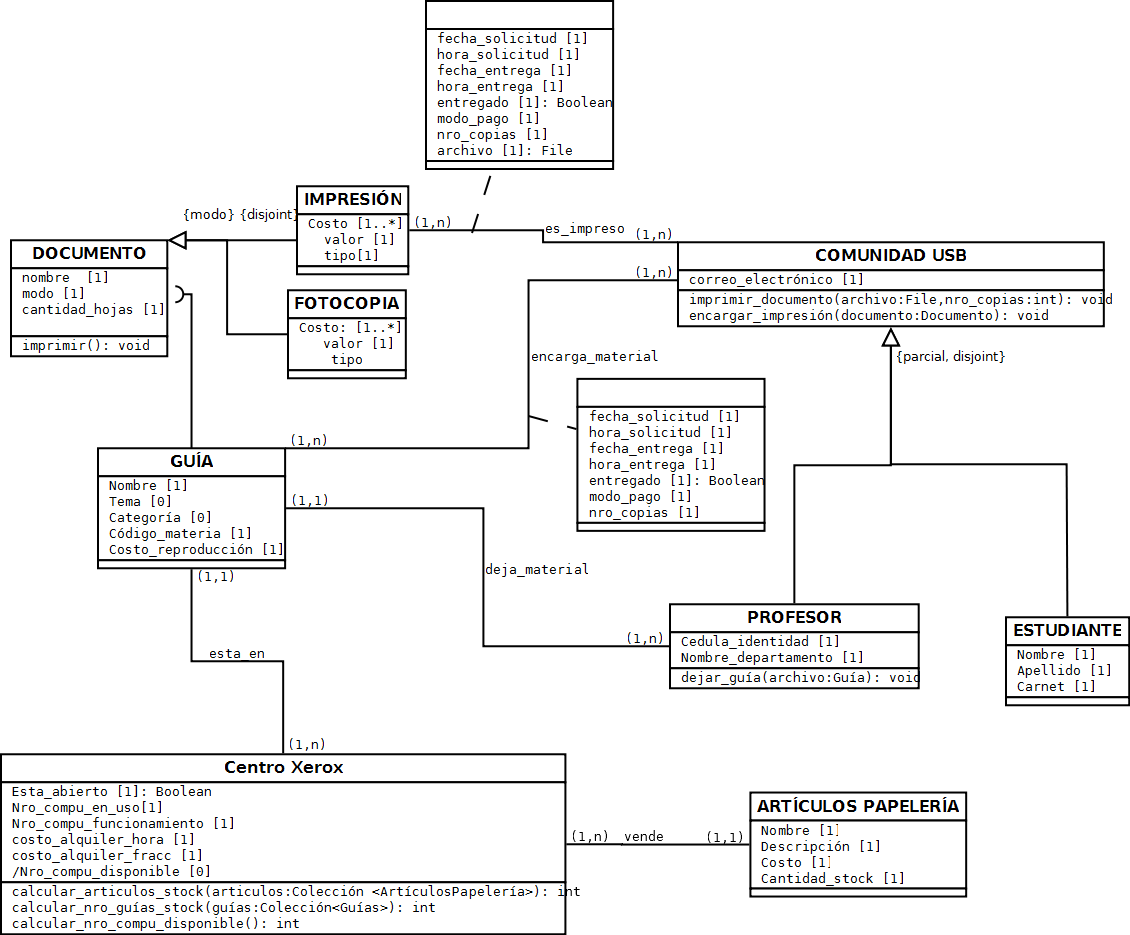 fecha_solicitud [1]
hora_solicitud [1]
fecha_entrega [1]
hora_entrega [1]
entregado [1]: Boolean
modo_pago [1]
nro_copias [1]
archivo [1]: File
IMPRESIÓN
Costo [1..*]
valor [1]
tipo[1]
{modo} {disjoint}
(1,n)
es_impreso
(1,n)
DOCUMENTO
nombre  [1]
modo [1]
cantidad_hojas [1]
imprimir(): void
FOTOCOPIA
Costo: [1..*]
valor [1]
tipo
COMUNIDAD USB
correo_electrónico [1]
imprimir_documento(archivo:File,nro_copias:int): void
encargar_impresión(documento:Documento): void
(1,n)
{parcial, disjoint}
encarga_material
fecha_solicitud [1]
hora_solicitud [1]
fecha_entrega [1]
hora_entrega [1]
entregado [1]: Boolean
modo_pago [1]
nro_copias [1]
(1,n)
GUÍA
Nombre [1]
Tema [0]
Categoría [0]
Código_materia [1]
Costo_reproducción [1]
(1,1)
(1,1)
deja_material
(1,n)
PROFESOR
Cedula_identidad [1]
Nombre_departamento [1]
dejar_guía(archivo:Guía): void
ESTUDIANTE
Nombre [1]
Apellido [1]
Carnet [1]
esta_en
(1,n)
Centro Xerox
Esta_abierto [1]: Boolean
Nro_compu_en_uso[1]
Nro_compu_funcionamiento [1]
costo_alquiler_hora [1]
costo_alquiler_fracc [1]
/Nro_compu_disponible [0]
calcular_articulos_stock(articulos:Colección <ArtículosPapelería>): int
calcular_nro_guías_stock(guías:Colección<Guías>): int
calcular_nro_compu_disponible(): int
(1,n)
vende
(1,1)
ARTÍCULOS PAPELERÍA
Nombre [1]
Descripción [1]
Costo [1]
Cantidad_stock [1]